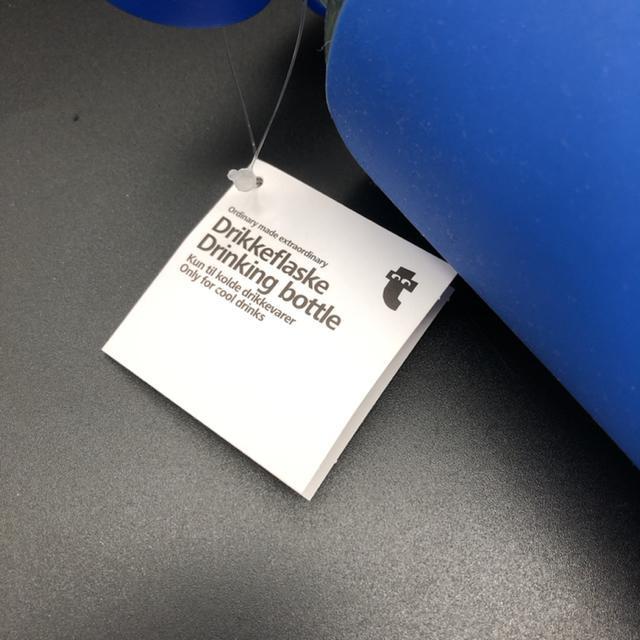 Ordinary made extraordinary
Drikkeflaske
Drinking bottle
Kun til kolde drikkevarer
Only for cool drinks